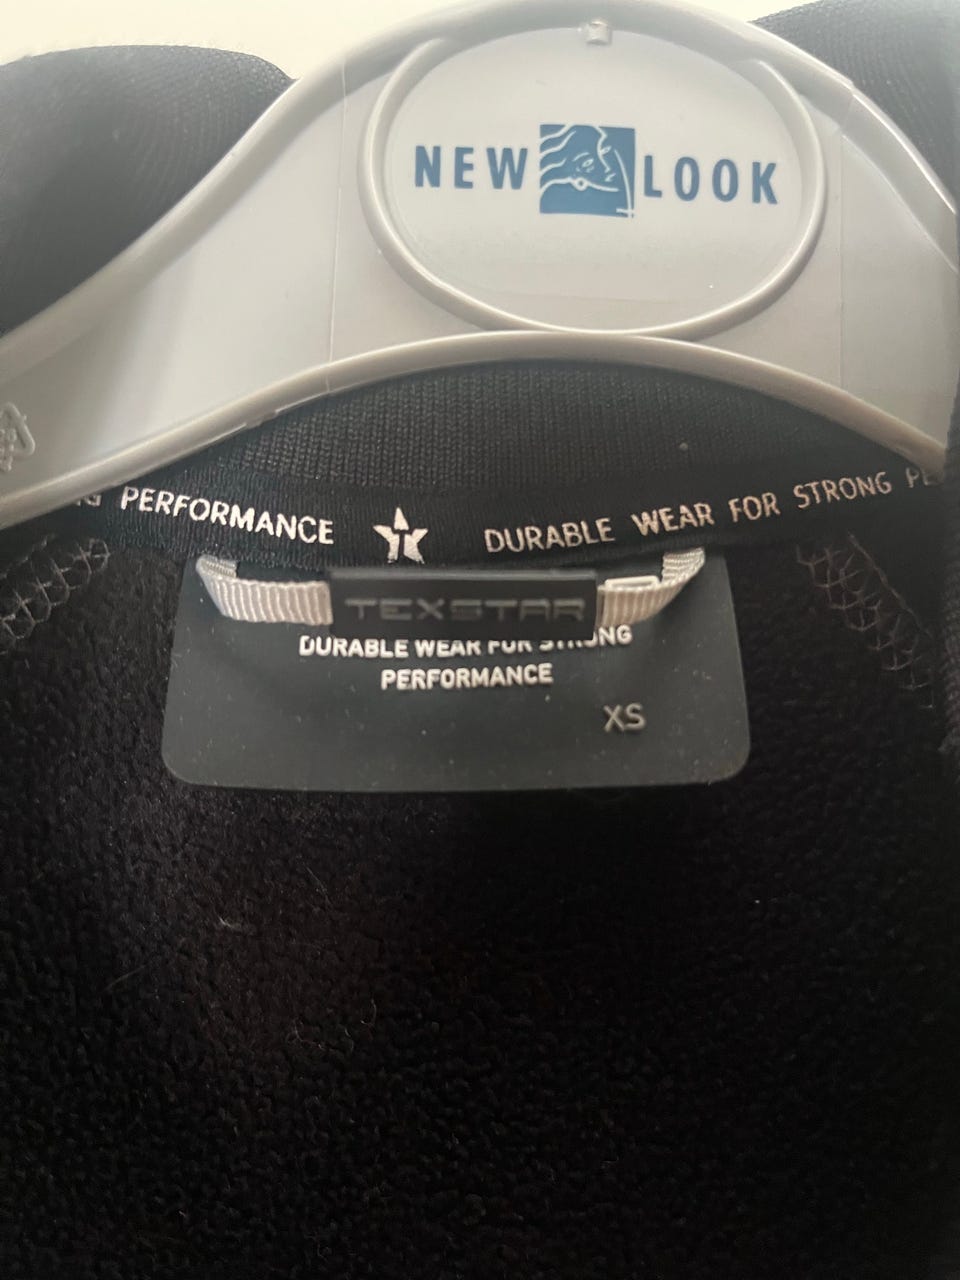 NEW LOOK
PERFORMANCE DURABLE WEAR FOR STRONG
TEXSTAR
DURABLE WEAR FOR STRONG
PERFORMANCE
XS